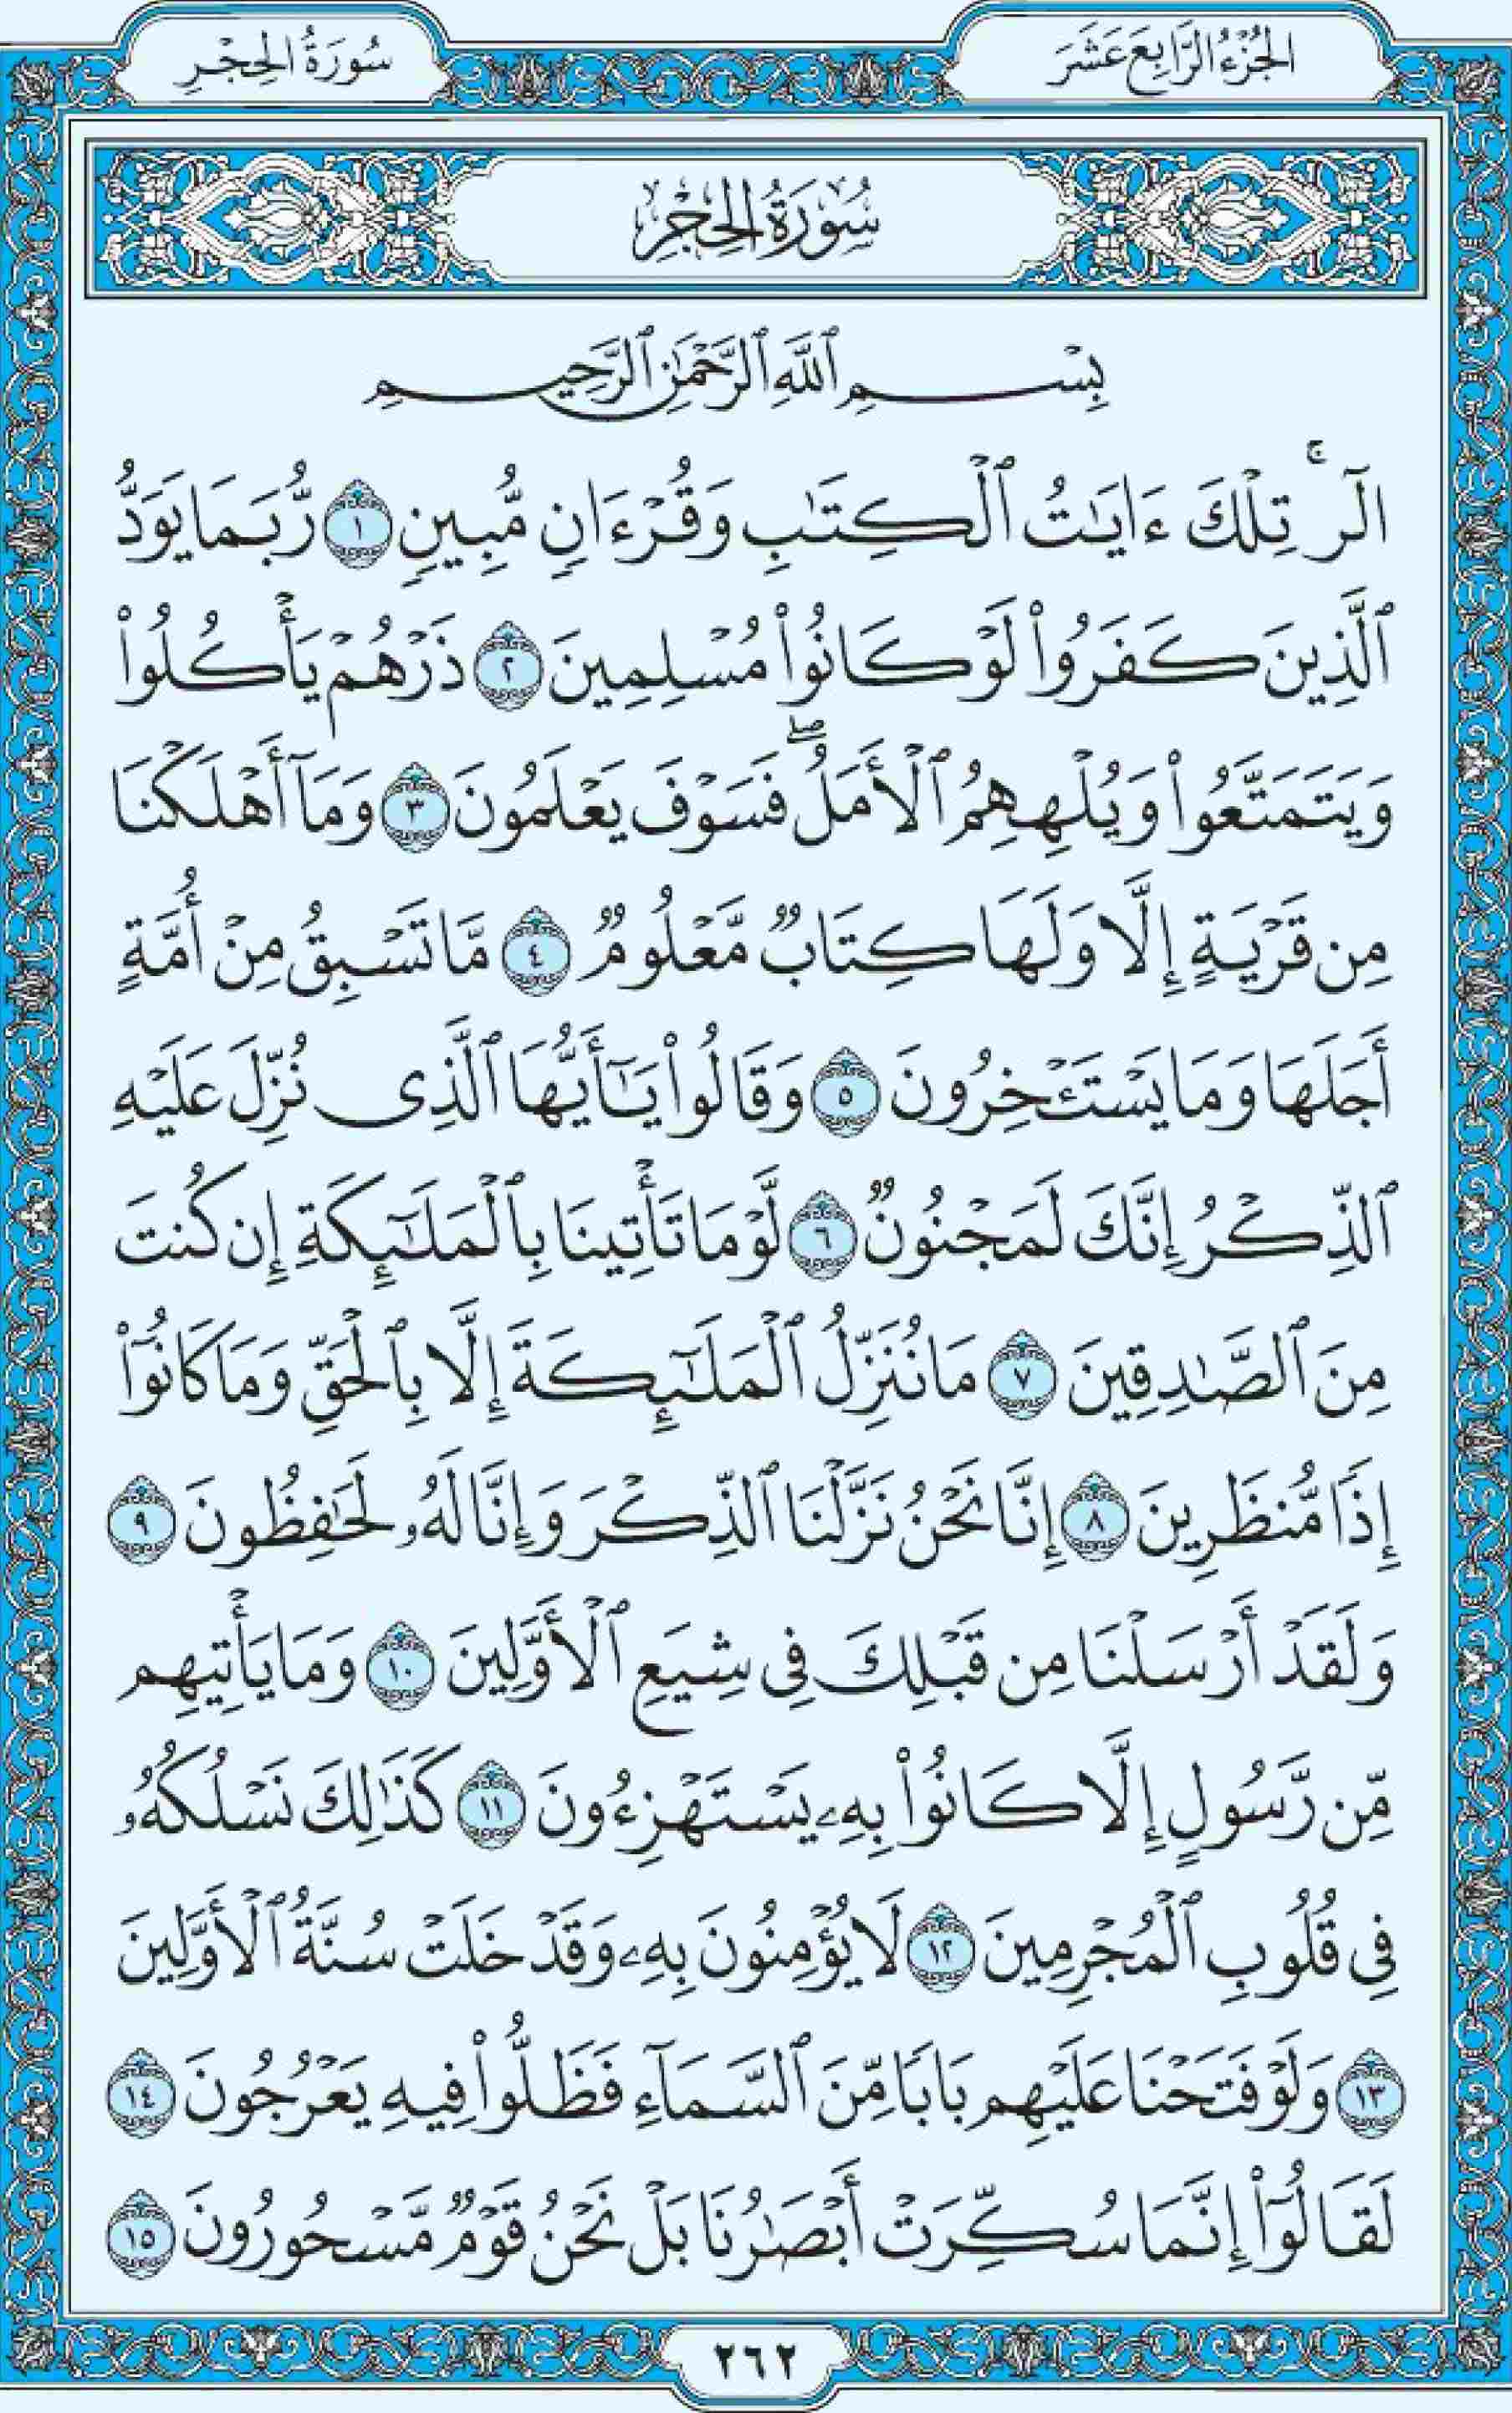 الجُزْءُ الرَّابِعَ عَشَرَ
سُورَةُ الحِجْرِ
سُورَةُ الحِجْرِ
بِسْمِ ٱللَّهِ ٱلرَّحْمَٰنِ ٱلرَّحِيمِ
الٓر ۚ تِلْكَ ءَايَٰتُ ٱلْكِتَٰبِ وَقُرْءَانٍ مُّبِينٍ ١ رُّبَمَا يَوَدُّ
ٱلَّذِينَ كَفَرُوا۟ لَوْ كَانُوا۟ مُسْلِمِينَ ٢ ذَرْهُمْ يَأْكُلُوا۟
وَيَتَمَتَّعُوا۟ وَيُلْهِهِمُ ٱلْأَمَلُ ۖ فَسَوْفَ يَعْلَمُونَ ٣ وَمَآ أَهْلَكْنَا
مِن قَرْيَةٍ إِلَّا وَلَهَا كِتَابٌ مَّعْلُومٌ ٤ مَّا تَسْبِقُ مِنْ أُمَّةٍ
أَجَلَهَا وَمَا يَسْتَـْٔخِرُونَ ٥ وَقَالُوا۟ يَٰٓأَيُّهَا ٱلَّذِى نُزِّلَ عَلَيْهِ
ٱلذِّكْرُ إِنَّكَ لَمَجْنُونٌ ٦ لَّوْ مَا تَأْتِينَا بِٱلْمَلَٰٓئِكَةِ إِن كُنتَ
مِنَ ٱلصَّٰدِقِينَ ٧ مَا نُنَزِّلُ ٱلْمَلَٰٓئِكَةَ إِلَّا بِٱلْحَقِّ وَمَا كَانُوٓا۟
إِذًا مُّنظَرِينَ ٨ إِنَّا نَحْنُ نَزَّلْنَا ٱلذِّكْرَ وَإِنَّا لَهُۥ لَحَٰفِظُونَ ٩
وَلَقَدْ أَرْسَلْنَا مِن قَبْلِكَ فِى شِيَعِ ٱلْأَوَّلِينَ ١٠ وَمَا يَأْتِيهِم
مِّن رَّسُولٍ إِلَّا كَانُوا۟ بِهِۦ يَسْتَهْزِءُونَ ١١ كَذَٰلِكَ نَسْلُكُهُۥ
فِى قُلُوبِ ٱلْمُجْرِمِينَ ١٢ لَا يُؤْمِنُونَ بِهِۦ وَقَدْ خَلَتْ سُنَّةُ ٱلْأَوَّلِينَ
١٣ وَلَوْ فَتَحْنَا عَلَيْهِم بَابًا مِّنَ ٱلسَّمَآءِ فَظَلُّوا۟ فِيهِ يَعْرُجُونَ ١٤
لَقَالُوٓا۟ إِنَّمَا سُكِّرَتْ أَبْصَٰرُنَا بَلْ نَحْنُ قَوْمٌ مَّسْحُورُونَ ١٥
٢٦٢